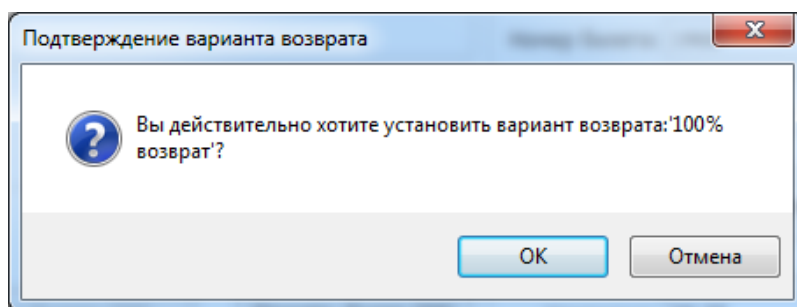 Подтверждение варианта возврата
Вы действительно хотите установить вариант возврата:'100%
возврат'?
OK
Отмена